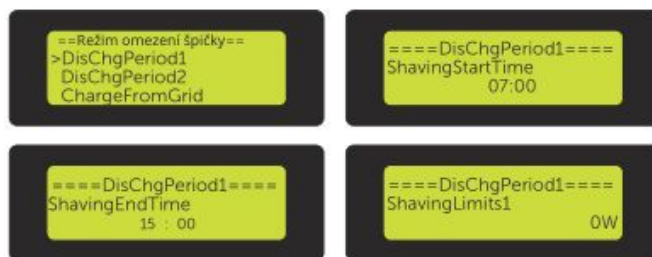 ==Režim omezení špičky==
>DisChgPeriod1
DisChgPeriod2
ChargeFromGrid
====DisChgPeriod1====
ShavingStartTime
07:00
====DisChgPeriod1====
ShavingEndTime
15 : 00
====DisChgPeriod1====
ShavingLimits1
0W